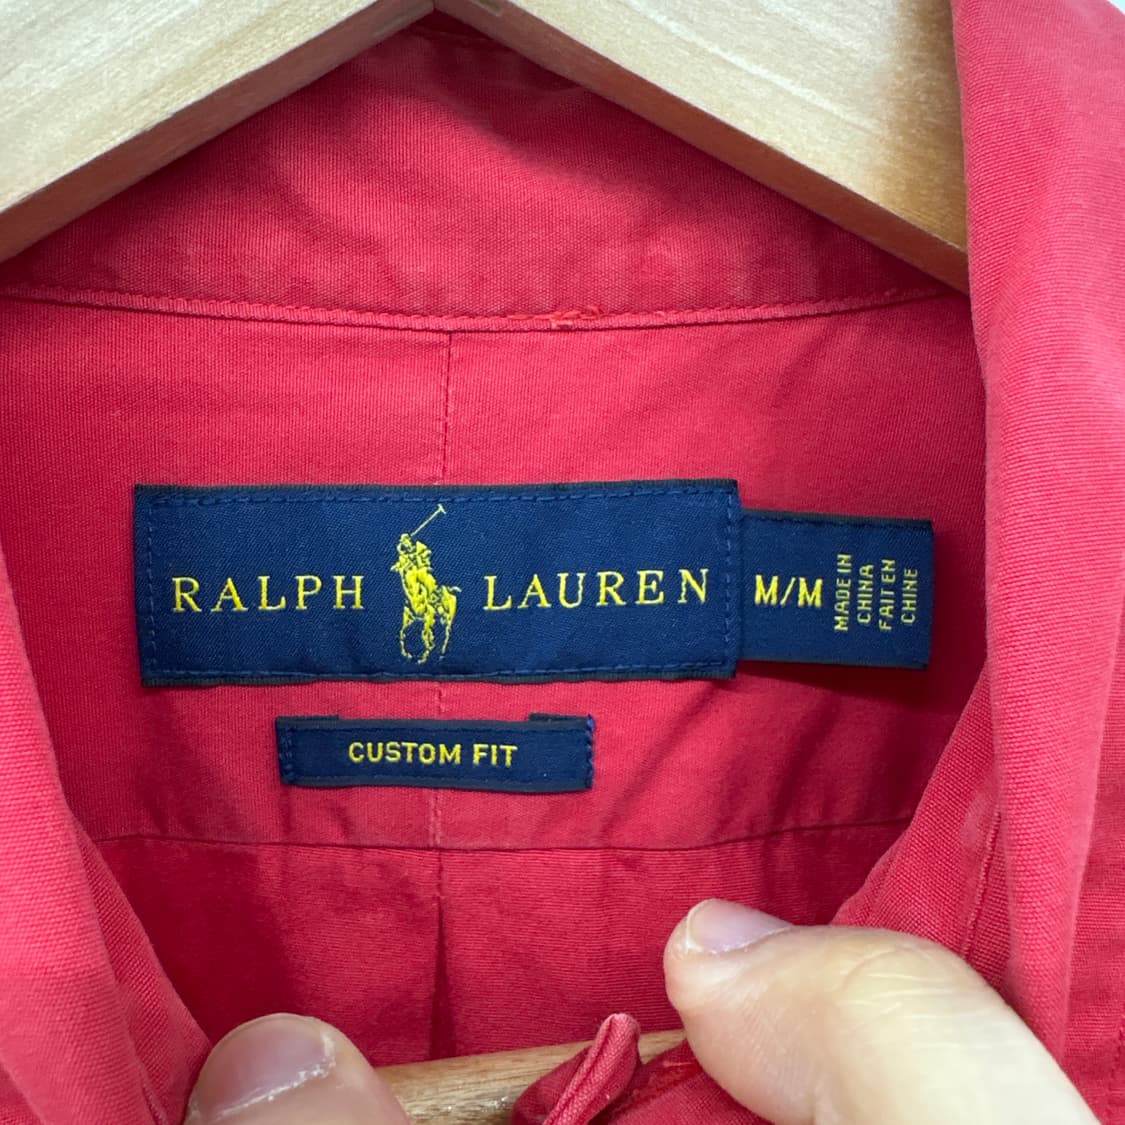 RALPH LAUREN
M/M
MADE IN
CHINA
FAIT EN
CHINE
CUSTOM FIT